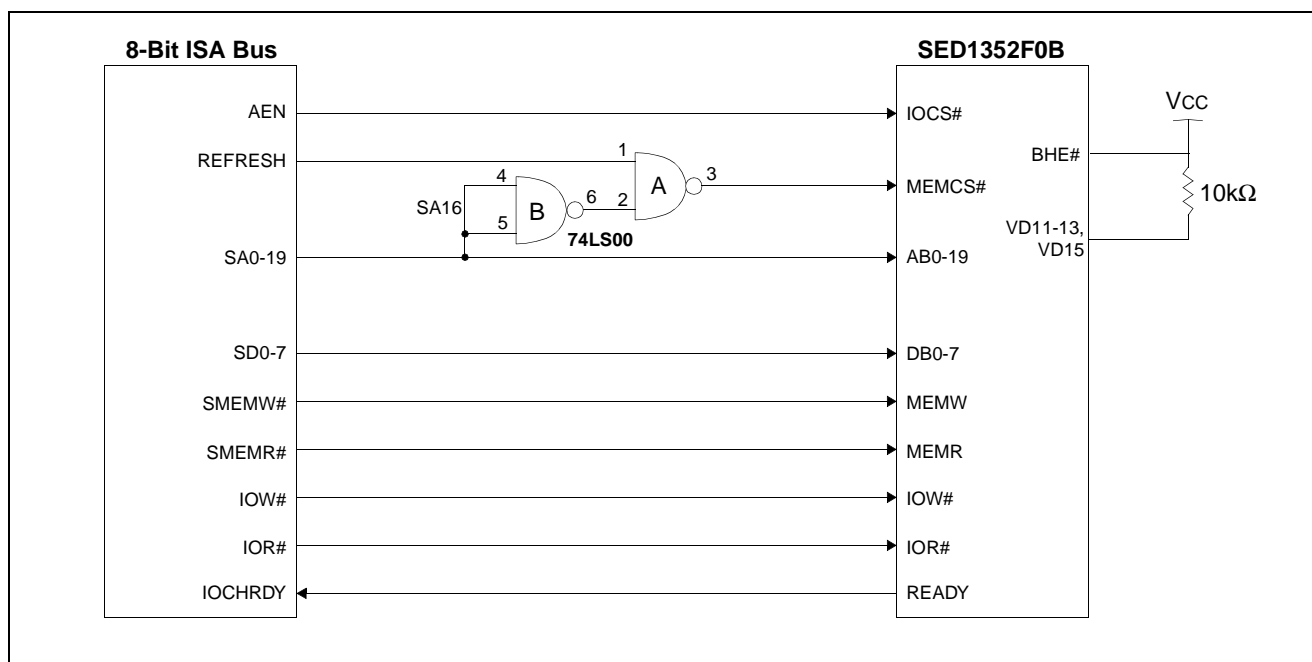 8-Bit ISA Bus
SED1352F0B
AEN
IOCS#
VCC
REFRESH
1
3
BHE#
4
6
A
MEMCS#
10kΩ
SA16
B
2
5
74LS00
VD11-13,
VD15
SA0-19
AB0-19
SD0-7
DB0-7
SMEMW#
MEMW
SMEMR#
MEMR
IOW#
IOW#
IOR#
IOR#
IOCHRDY
READY